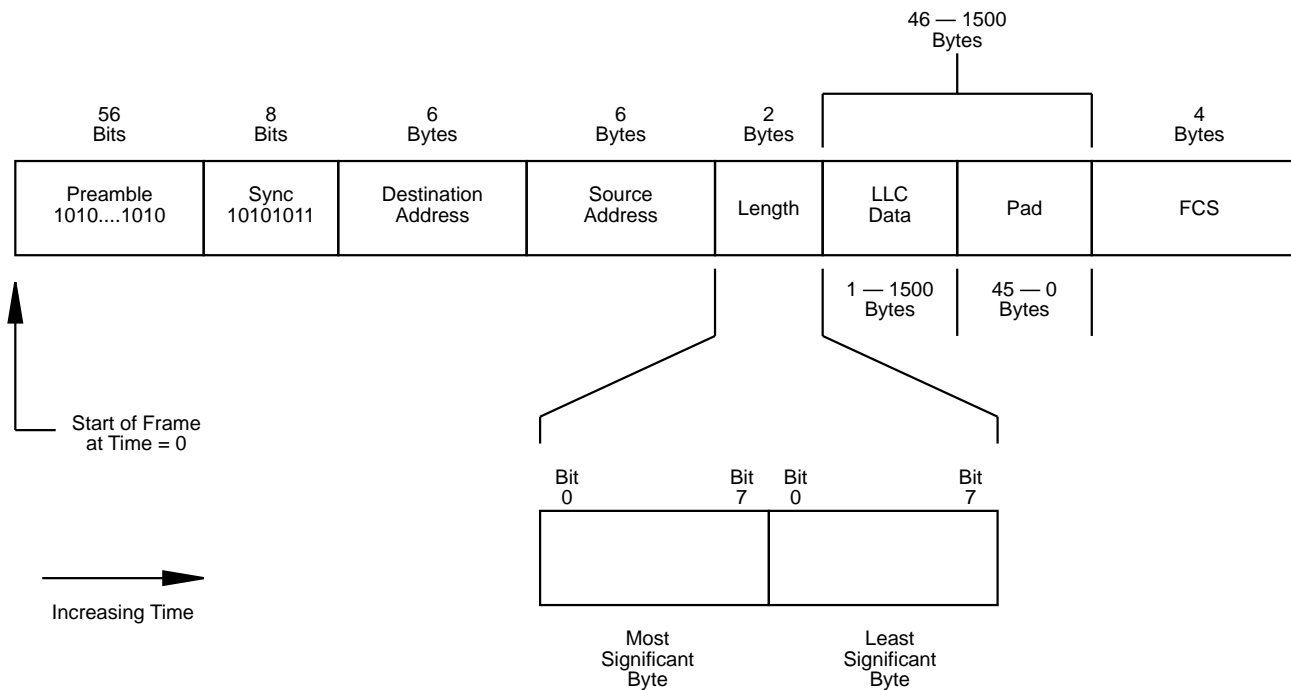 46 — 1500
Bytes
56
Bits
8
Bits
6
Bytes
6
Bytes
2
Bytes
4
Bytes
Preamble
1010....1010
Sync
10101011
Destination
Address
Source
Address
Length
LLC
Data
Pad
FCS
1 — 1500
Bytes
45 — 0
Bytes
Start of Frame
at Time = 0
Bit
0
Bit
7
Bit
0
Bit
7
Increasing Time
Most
Significant
Byte
Least
Significant
Byte